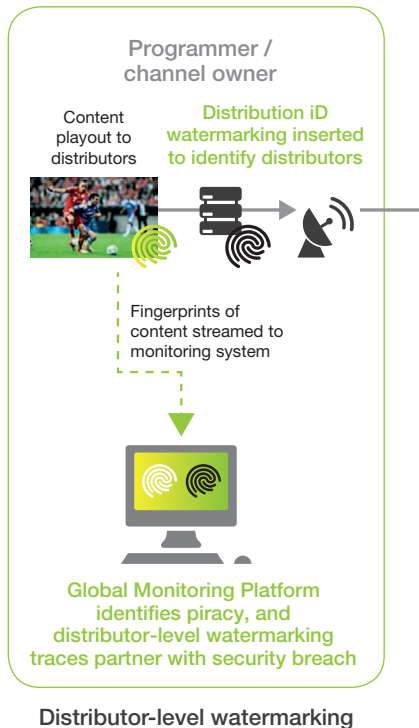 Programmer /
channel owner
Content
playout to
distributors
Distribution iD
watermarking inserted
to identify distributors
Fingerprints of
content streamed to
monitoring system
Global Monitoring Platform
identifies piracy, and
distributor-level watermarking
traces partner with security breach
Distributor-level watermarking